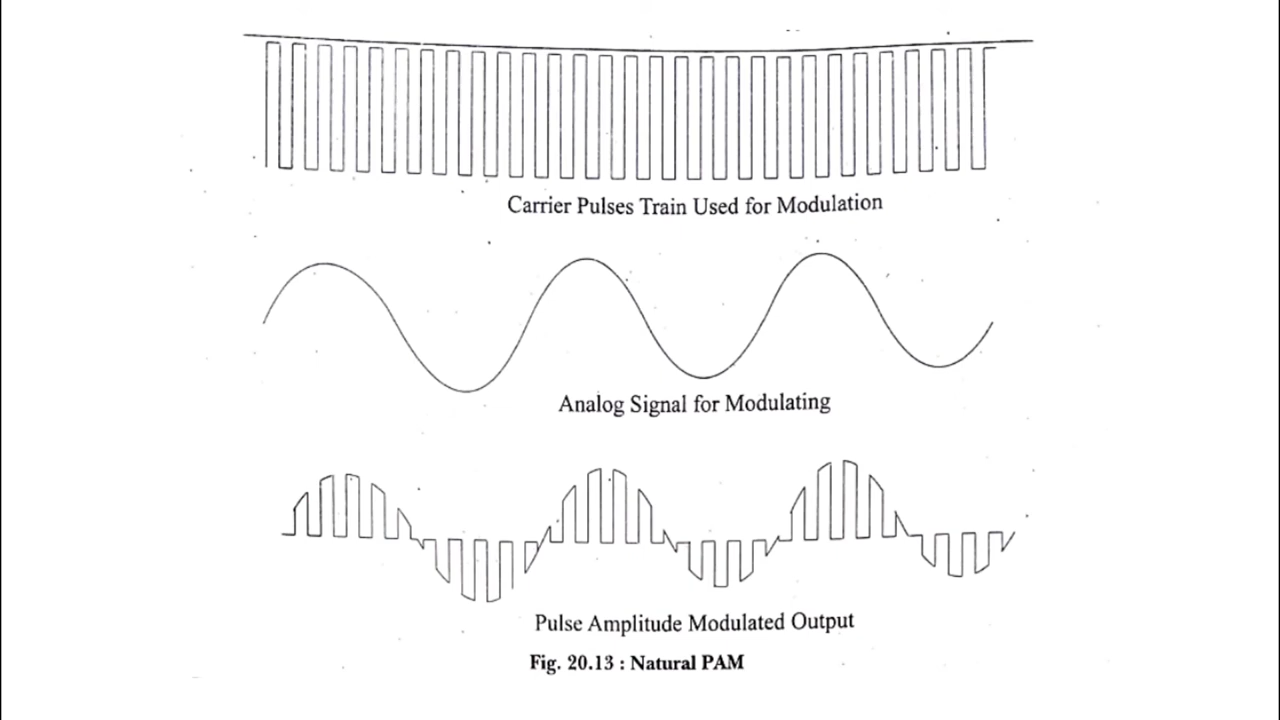 Carrier Pulses Train Used for Modulation
Analog Signal for Modulating
Pulse Amplitude Modulated Output
Fig. 20.13 : Natural PAM